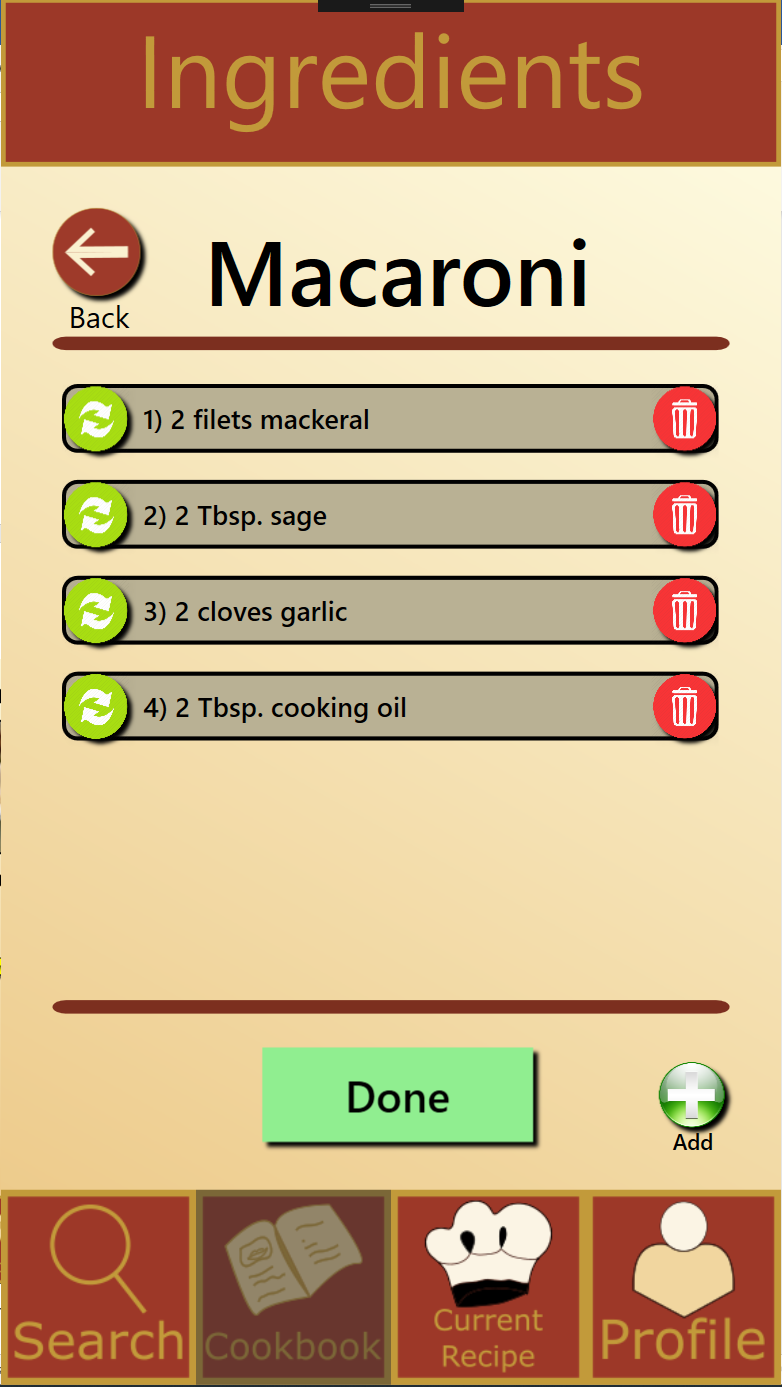 Ingredients
Macaroni
Back
1) 2 filets mackeral
2) 2 Tbsp. sage
3) 2 cloves garlic
4) 2 Tbsp. cooking oil
Done
Add
Search
Cookbook
Current
Recipe
Profile